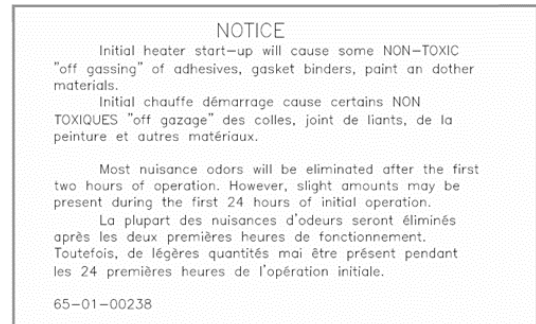 NOTICE
Initial heater start-up will cause some NON-TOXIC
"off gassing" of adhesives, gasket binders, paint an dother
materials.
Initial chauffe démarrage cause certains NON
TOXIQUES "off gazage" des colles, joint de liants, de la
peinture et autres matériaux.
Most nuisance odors will be eliminated after the first
two hours of operation. However, slight amounts may be
present during the first 24 hours of initial operation.
La plupart des nuisances d'odeurs seront éliminés
après les deux premières heures de fonctionnement.
Toutefois, de légères quantités mai être présent pendant
les 24 premières heures de l'opération initiale.
65-01-00238